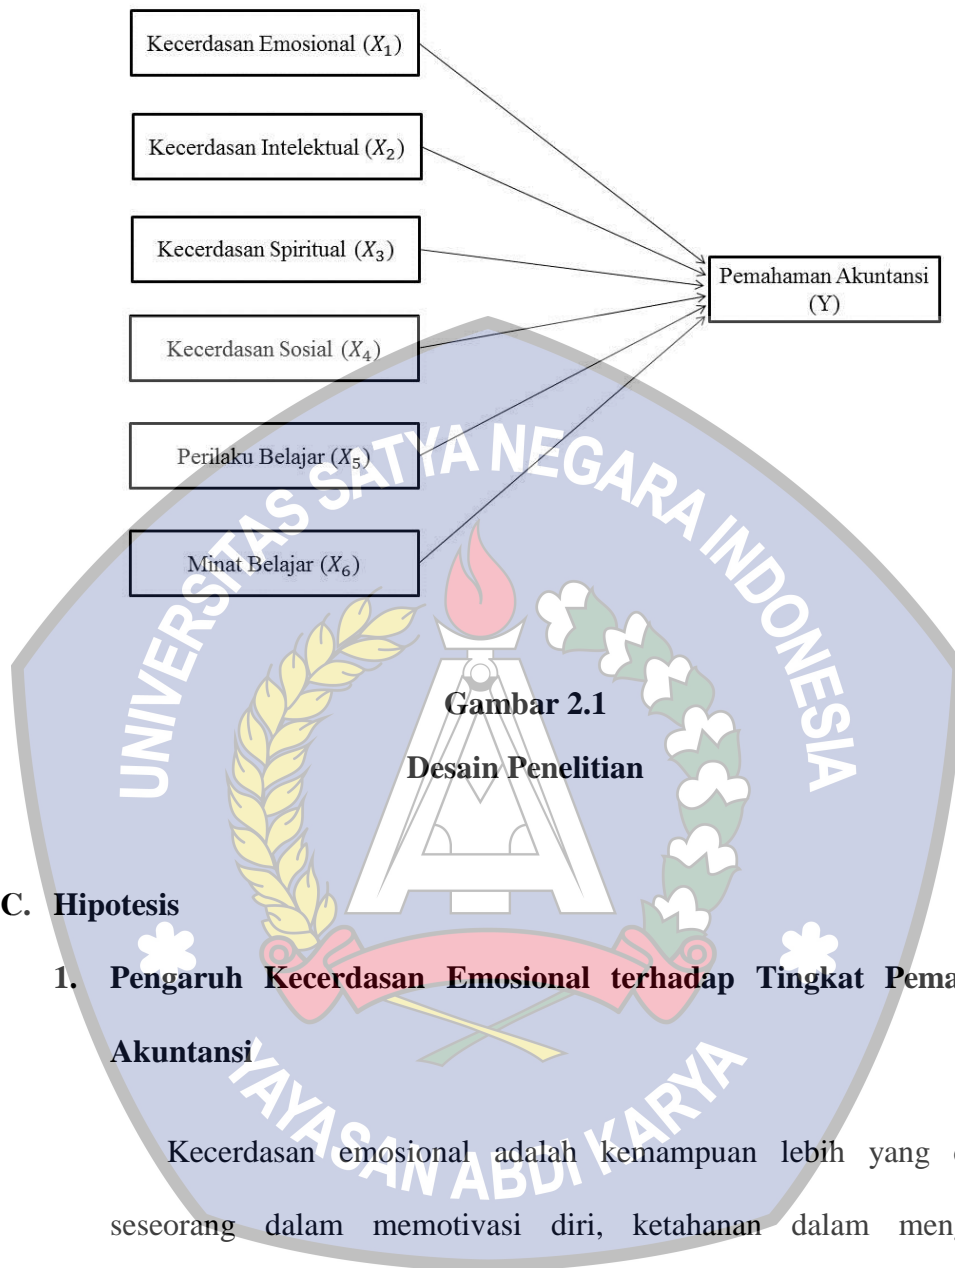 Kecerdasan Emosional (X₁)
Kecerdasan Intelektual (X₂)
Kecerdasan Spiritual (X₃)
Pemahaman Akuntansi
(Y)
Kecerdasan Sosial (X₄)
Perilaku Belajar (X₅)
Minat Belajar (X₆)
UNIVERSITAS SATYA NEGARA INDONESIA
Gambar 2.1
Desain Penelitian
C. Hipotesis
1. Pengaruh Kecerdasan Emosional terhadap Tingkat Pema
Akuntansi
YAYASAN ABDI KARYA
Kecerdasan emosional adalah kemampuan lebih yang
seseorang dalam memotivasi diri, ketahanan dalam men